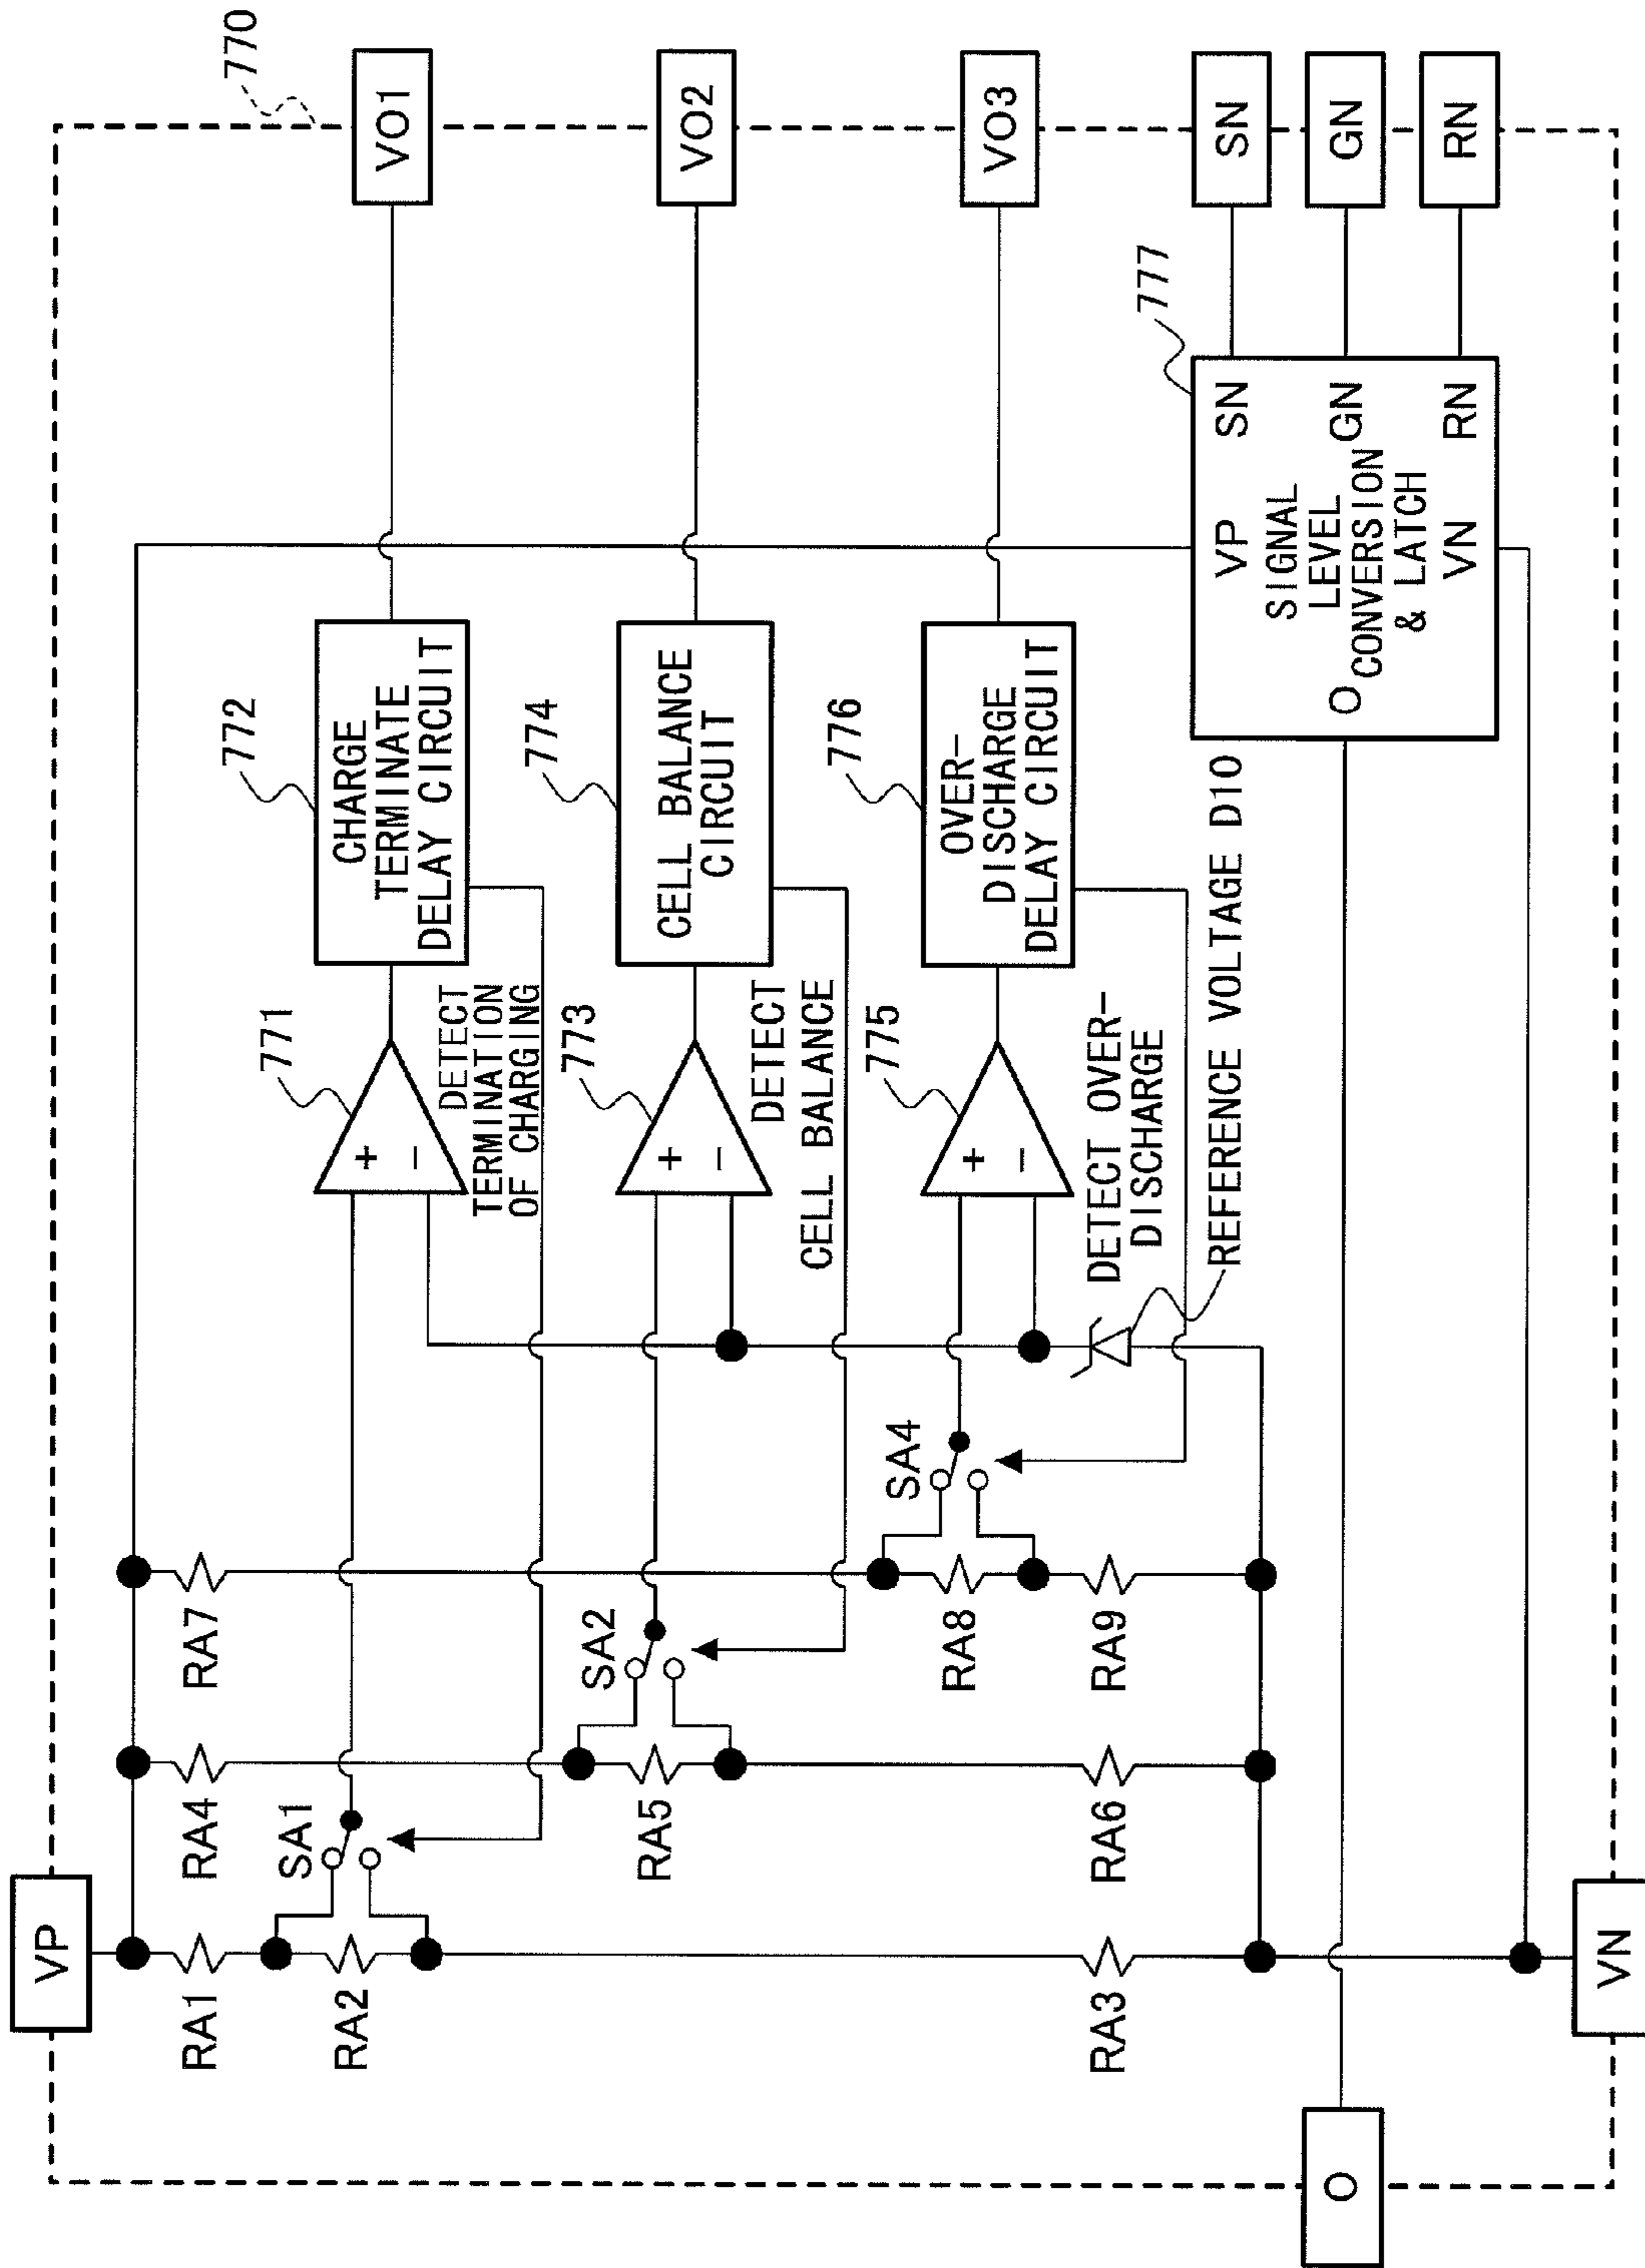 770
VP
VO1
VO2
VO3
SN
GN
RN
O
VN
RA1
RA2
RA3
RA4
RA5
RA6
RA7
RA8
RA9
SA1
SA2
SA4
771
+
−
DETECT
TERMINATION
OF CHARGING
772
CHARGE
TERMINATE
DELAY CIRCUIT
773
+
−
DETECT
CELL BALANCE
774
CELL BALANCE
CIRCUIT
775
+
−
DETECT OVER-
DISCHARGE
776
OVER-
DISCHARGE
DELAY CIRCUIT
REFERENCE VOLTAGE D10
777
VP
SN
SIGNAL
LEVEL
O CONVERSION
GN
& LATCH
VN
RN